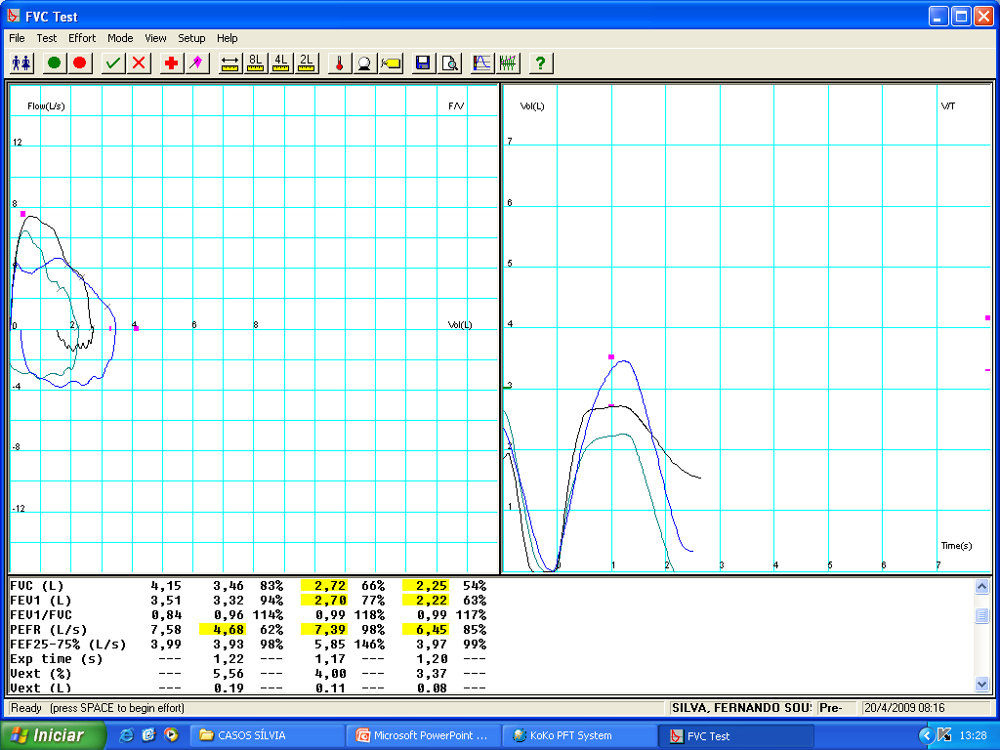 FVC Test
File Test Effort Mode View Setup Help
8L 4L 2L ?
Flow(L/s) F/V
12
8
4
0 2 4 6 8 Vol(L)
-4
-8
-12
Vol(L) V/T
7
6
5
4
3
2
1
Time(s)
0 1 2 3 4 5 6 7
FVC (L) 4,15 3,46 83% 2,72 66% 2,25 54%
FEV1 (L) 3,51 3,32 94% 2,70 77% 2,22 63%
FEV1/FVC 0,84 0,96 114% 0,99 118% 0,99 117%
PEFR (L/s) 7,58 4,68 62% 7,39 98% 6,45 85%
FEF25-75% (L/s) 3,99 3,93 98% 5,85 146% 3,97 99%
Exp time (s) --- 1,22 --- 1,17 --- 1,20 ---
Vext (%) --- 5,56 --- 4,00 --- 3,37 ---
Vext (L) --- 0.19 --- 0.11 --- 0.08 ---
Ready (press SPACE to begin effort) SILVA, FERNANDO SOU: Pre- 20/4/2009 08:16
Iniciar CASOS SÍLVIA Microsoft PowerPoint ... KoKo PFT System FVC Test 13:28